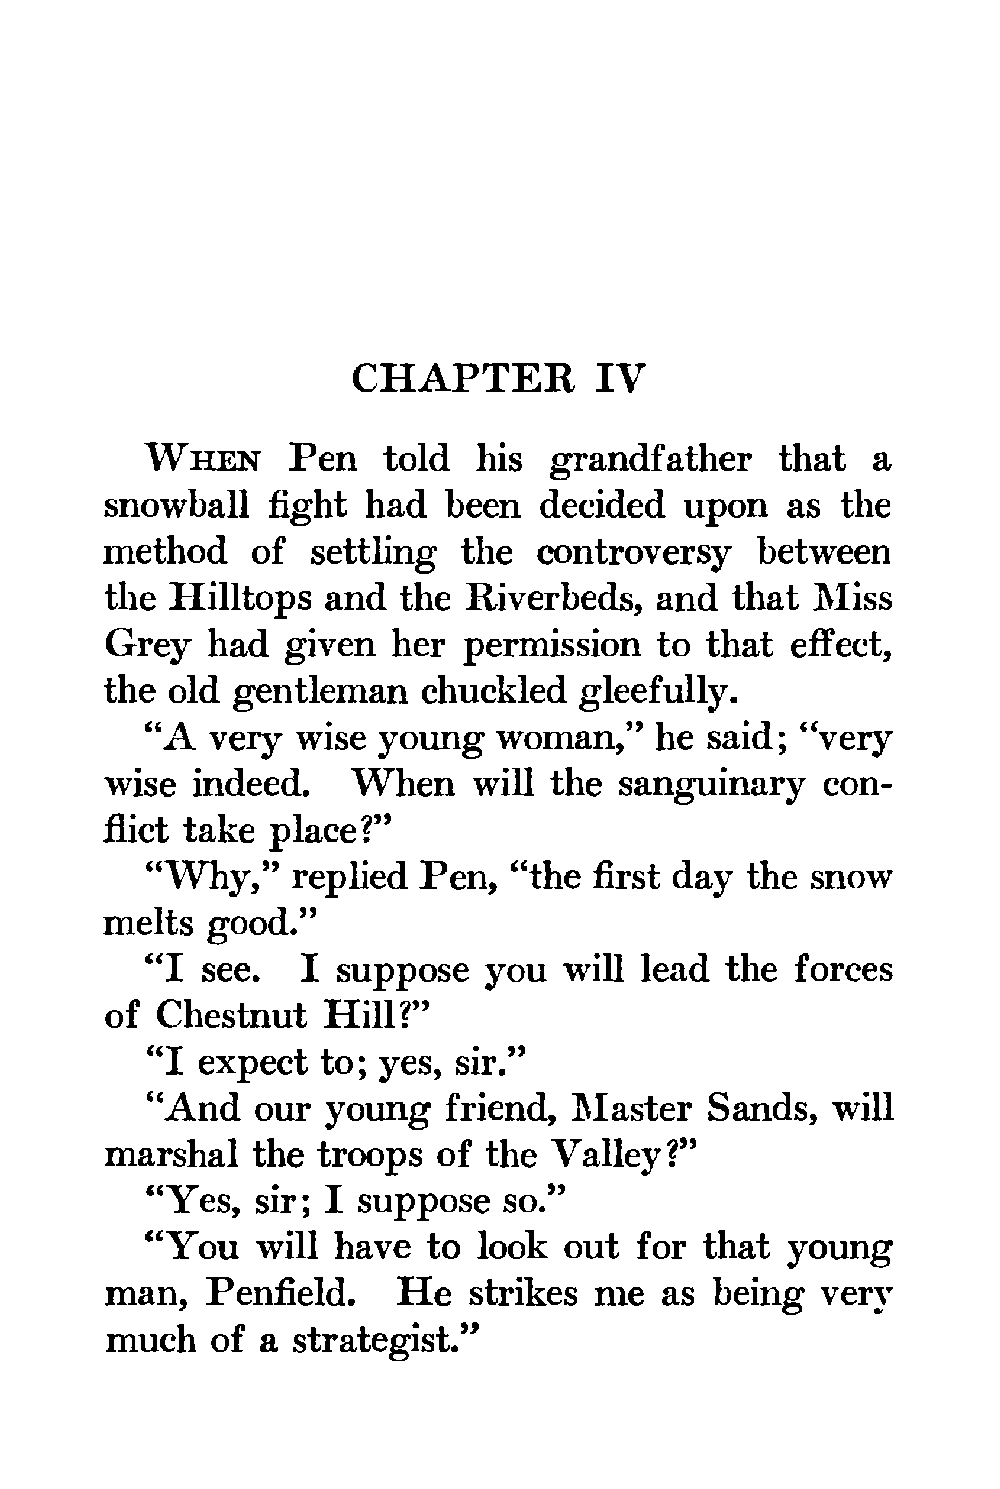 CHAPTER IV
WHEN Pen told his grandfather that a
snowball fight had been decided upon as the
method of settling the controversy between
the Hilltops and the Riverbeds, and that Miss
Grey had given her permission to that effect,
the old gentleman chuckled gleefully.
“A very wise young woman,” he said; “very
wise indeed. When will the sanguinary con-
flict take place?”
“Why,” replied Pen, “the first day the snow
melts good.”
“I see. I suppose you will lead the forces
of Chestnut Hill?”
“I expect to; yes, sir.”
“And our young friend, Master Sands, will
marshal the troops of the Valley?”
“Yes, sir; I suppose so.”
“You will have to look out for that young
man, Penfield. He strikes me as being very
much of a strategist.”